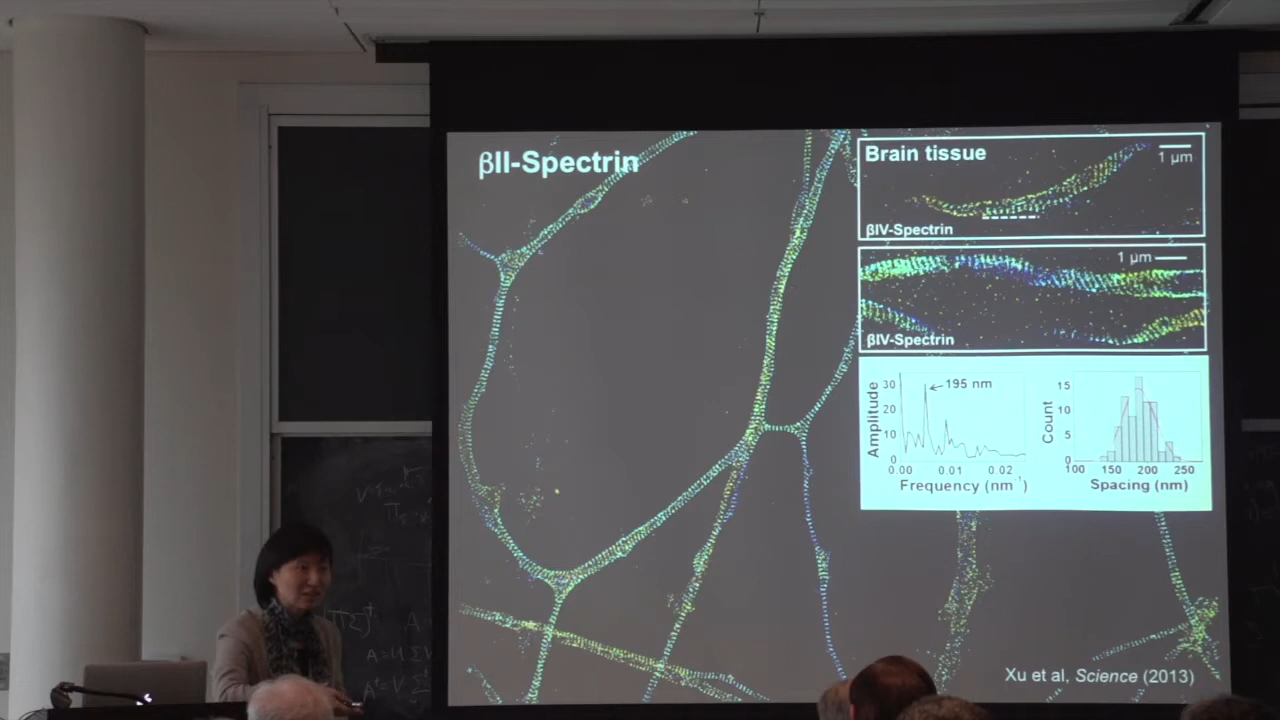 βII-Spectrin
Brain tissue
1 μm
βIV-Spectrin
1 μm
βIV-Spectrin
Amplitude
30
20
10
0
195 nm
0.00 0.01 0.02
Frequency (nm⁻¹)
Count
15
10
5
0
100 150 200 250
Spacing (nm)
Xu et al, Science (2013)